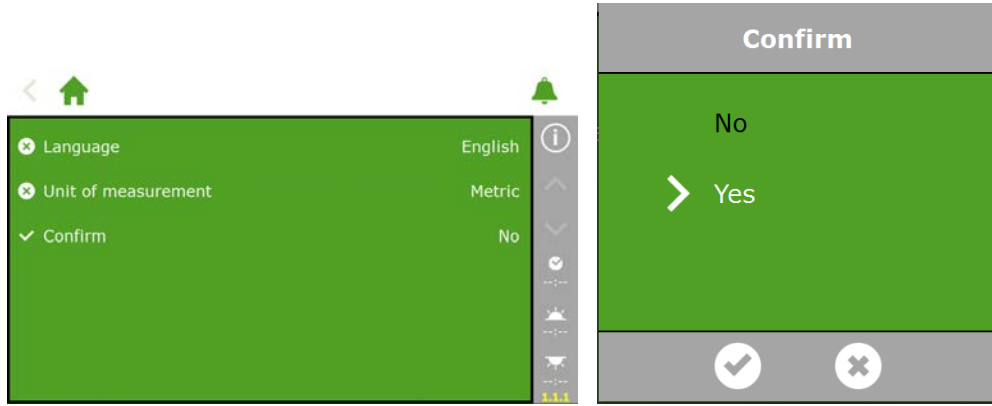 Language English
Unit of measurement Metric
Confirm No
--:--
--:--
--:--
1.1.1
Confirm
No
Yes